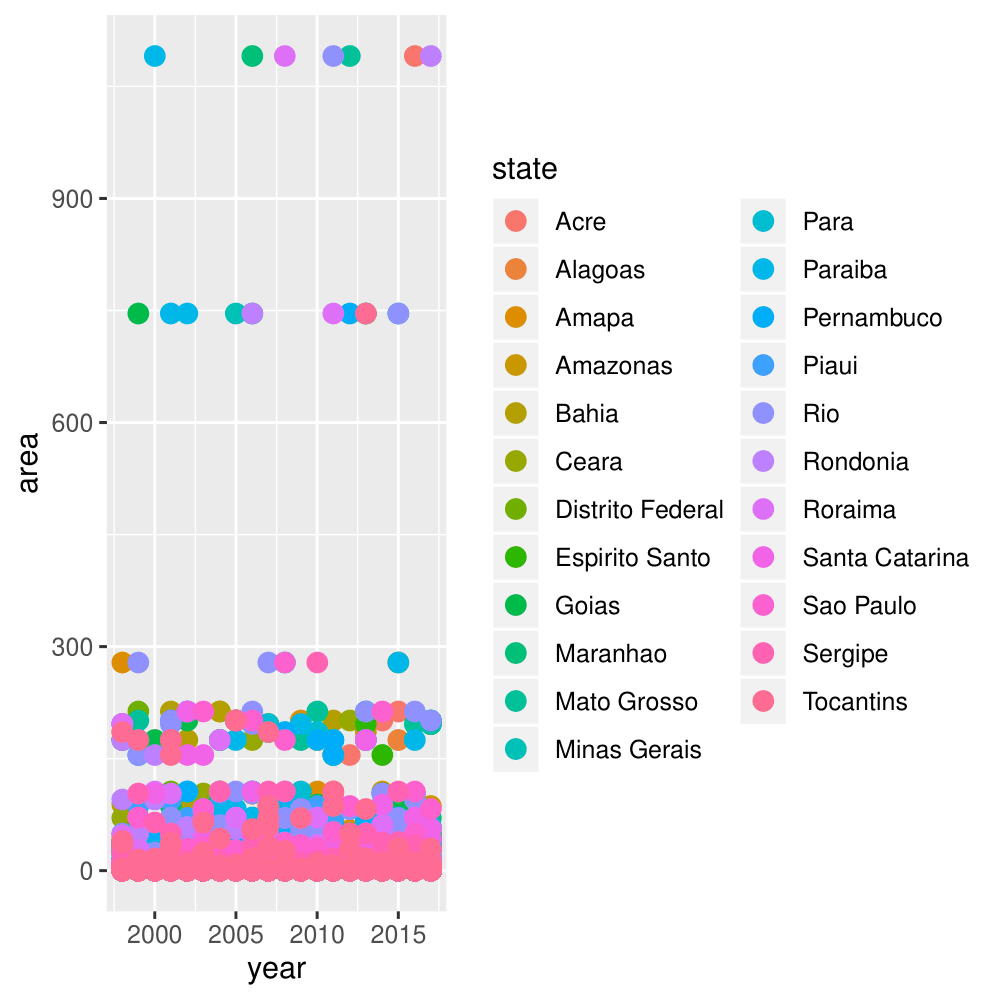 900
600
300
0
area
2000 2005 2010 2015
year
state
Acre
Alagoas
Amapa
Amazonas
Bahia
Ceara
Distrito Federal
Espirito Santo
Goias
Maranhao
Mato Grosso
Minas Gerais
Para
Paraiba
Pernambuco
Piaui
Rio
Rondonia
Roraima
Santa Catarina
Sao Paulo
Sergipe
Tocantins